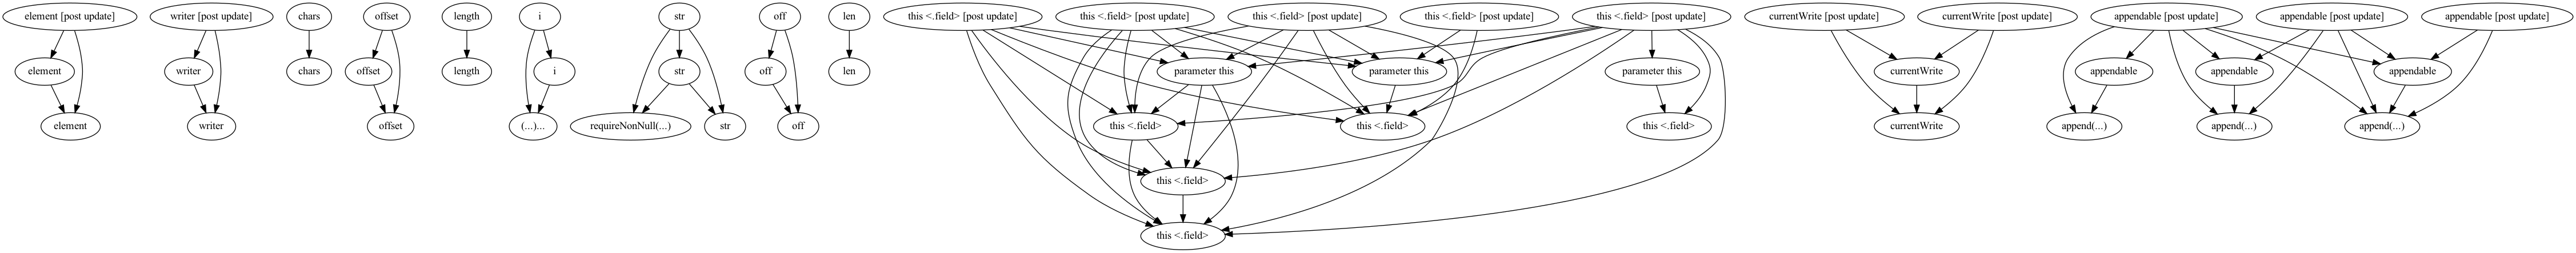 element [post update]
writer [post update]
chars
offset
length
i
str
off
len
this <.field> [post update]
this <.field> [post update]
this <.field> [post update]
this <.field> [post update]
this <.field> [post update]
currentWrite [post update]
currentWrite [post update]
appendable [post update]
appendable [post update]
appendable [post update]
element
writer
chars
offset
length
i
str
off
len
parameter this
parameter this
parameter this
currentWrite
appendable
appendable
appendable
element
writer
offset
(...)...
requireNonNull(...)
str
off
this <.field>
this <.field>
this <.field>
currentWrite
append(...)
append(...)
append(...)
this <.field>
this <.field>